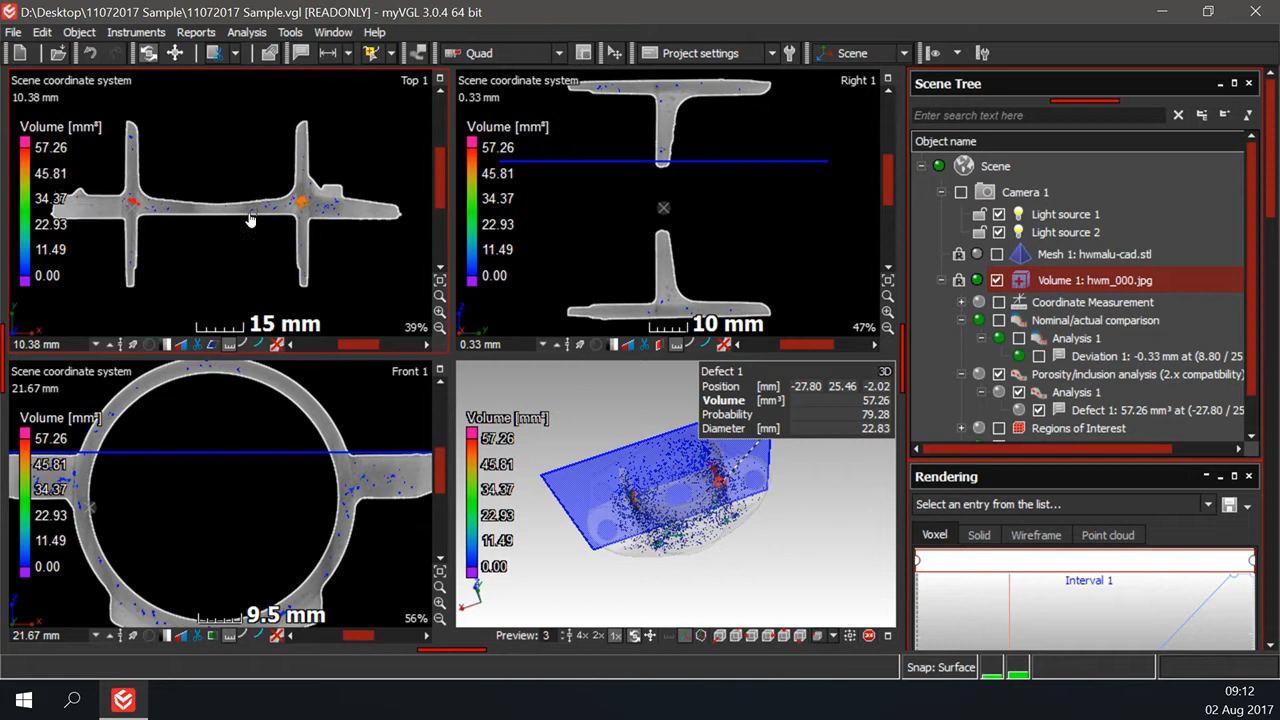 D:\Desktop\11072017 Sample\11072017 Sample.vgl [READONLY] - myVGL 3.0.4 64 bit
File Edit Object Instruments Reports Analysis Tools Window Help
Quad Project settings Scene
Scene coordinate system Top 1
10.38 mm
Volume [mm³]
57.26
45.81
34.37
22.93
11.49
0.00
15 mm
39%
10.38 mm
Scene coordinate system Right 1
0.33 mm
Volume [mm³]
57.26
45.81
34.37
22.93
11.49
0.00
10 mm
47%
0.33 mm
Scene coordinate system Front 1
21.67 mm
Volume [mm³]
57.26
45.81
34.37
22.93
11.49
0.00
9.5 mm
56%
21.67 mm
Defect 1 3D
Position [mm] -27.80 25.46 -2.02
Volume [mm³] 57.26
Probability 79.28
Diameter [mm] 22.83
Volume [mm³]
57.26
45.81
34.37
22.93
11.49
0.00
Preview: 3 4× 2× 1×
Scene Tree
Enter search text here
Object name
Scene
Camera 1
Light source 1
Light source 2
Mesh 1: hwmalu-cad.stl
Volume 1: hwm_000.jpg
Coordinate Measurement
Nominal/actual comparison
Analysis 1
Deviation 1: -0.33 mm at (8.80 / 25
Porosity/inclusion analysis (2.x compatibility)
Analysis 1
Defect 1: 57.26 mm³ at (-27.80 / 25
Regions of Interest
Rendering
Select an entry from the list...
Voxel Solid Wireframe Point cloud
Interval 1
Snap: Surface
09:12
02 Aug 2017